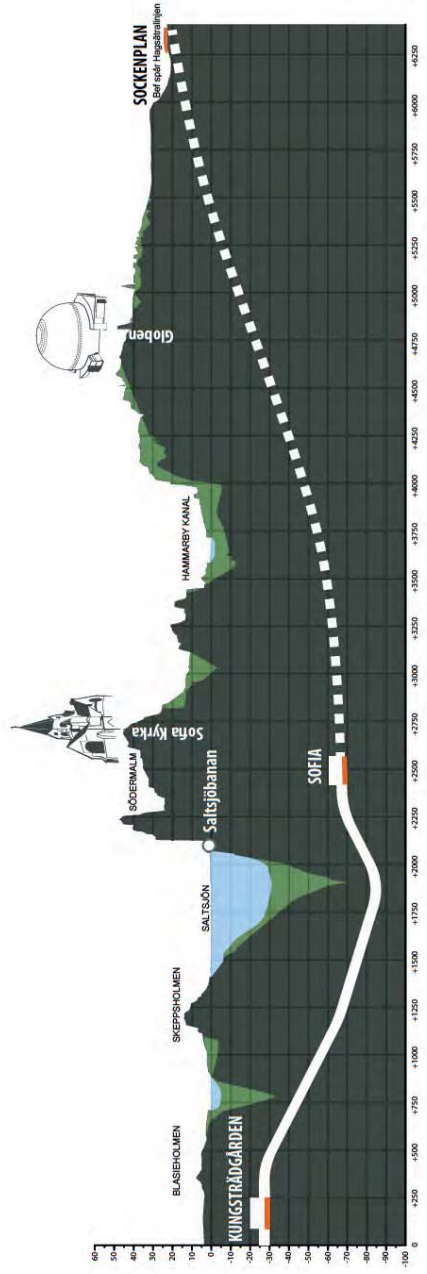 SOCKENPLAN
Bef spår Hagsätralinjen
Globen
HAMMARBY KANAL
SÖDERMALM
Sofia Kyrka
Saltsjöbanan
SALTSJÖN
SKEPPSHOLMEN
BLASIEHOLMEN
KUNGSTRÄDGÅRDEN
SOFIA
60
50
40
30
20
10
0
-10
-20
-30
-40
-50
-60
-70
-80
-90
-100
0 +250 +500 +750 +1000 +1250 +1500 +1750 +2000 +2250 +2500 +2750 +3000 +3250 +3500 +3750 +4000 +4250 +4500 +4750 +5000 +5250 +5500 +5750 +6000 +6250